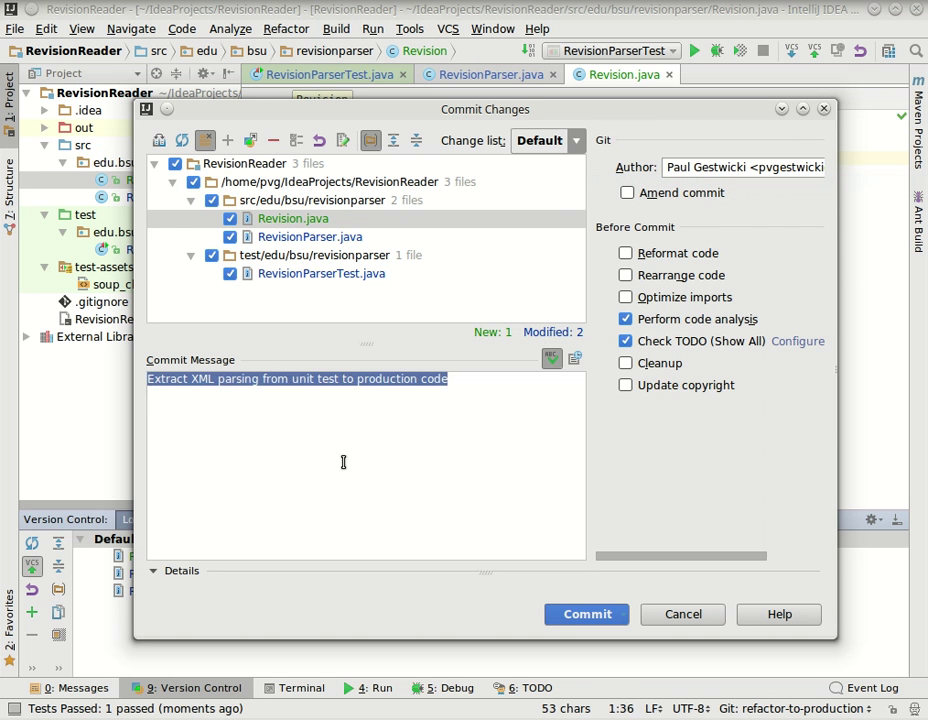 RevisionReader - [~/IdeaProjects/RevisionReader] - [RevisionReader] - ~/IdeaProjects/RevisionReader/src/edu/bsu/revisionparser/Revision.java - IntelliJ IDEA ...
File Edit View Navigate Code Analyze Refactor Build Run Tools VCS Window Help
RevisionReader src edu bsu revisionparser Revision RevisionParserTest
Project RevisionParserTest.java RevisionParser.java Revision.java
1: Project
7: Structure
2: Favorites
Maven Projects
Ant Build
RevisionReader ~/IdeaProjects/
.idea
out
src
edu.bsu
test
edu.bsu
test-assets
soup_cl
.gitignore
RevisionRe
External Libra
Revision
Commit Changes
Change list: Default
RevisionReader 3 files
/home/pvg/IdeaProjects/RevisionReader 3 files
src/edu/bsu/revisionparser 2 files
Revision.java
RevisionParser.java
test/edu/bsu/revisionparser 1 file
RevisionParserTest.java
New: 1 Modified: 2
Commit Message
Extract XML parsing from unit test to production code
Details
Git
Author: Paul Gestwicki <pvgestwicki
Amend commit
Before Commit
Reformat code
Rearrange code
Optimize imports
Perform code analysis
Check TODO (Show All) Configure
Cleanup
Update copyright
Commit Cancel Help
Version Control: Lo
Defau
0: Messages 9: Version Control Terminal 4: Run 5: Debug 6: TODO Event Log
Tests Passed: 1 passed (moments ago) 53 chars 1:36 LF÷ UTF-8÷ Git: refactor-to-production÷